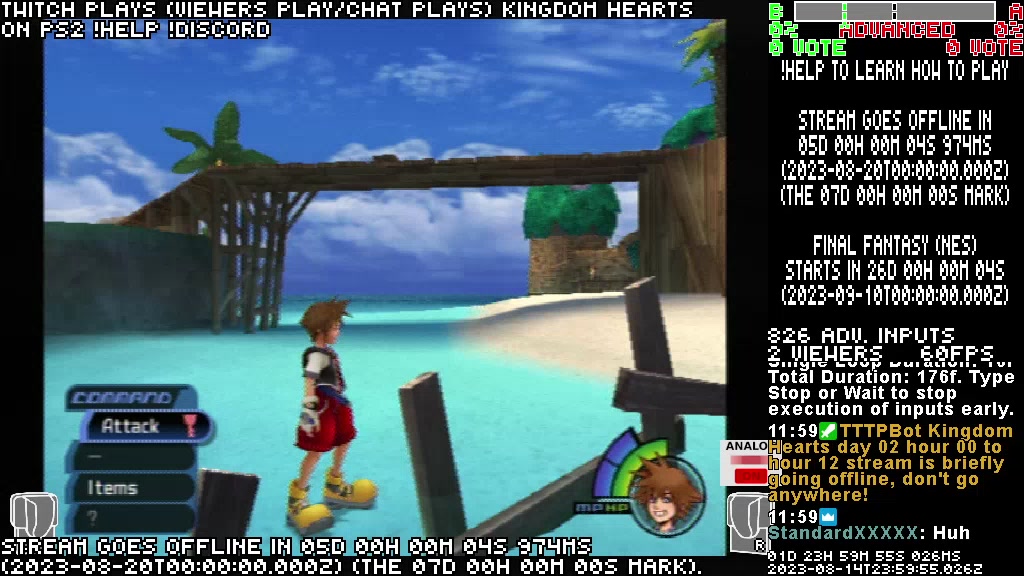 TWITCH PLAYS (VIEWERS PLAY/CHAT PLAYS) KINGDOM HEARTS
ON PS2 !HELP !DISCORD
B A
0% ADVANCED 0%
0 VOTE 0 VOTE
!HELP TO LEARN HOW TO PLAY
STREAM GOES OFFLINE IN
05D 00H 00M 04S 974MS
(2023-08-20T00:00:00.000Z)
(THE 07D 00H 00M 00S MARK)
FINAL FANTASY (NES)
STARTS IN 26D 00H 00M 04S
(2023-09-10T00:00:00.000Z)
826 ADV. INPUTS
2 VIEWERS 60FPS
Total Duration: 176f. Type
Stop or Wait to stop
execution of inputs early.
11:59 TTTPBot Kingdom
Hearts day 02 hour 00 to
hour 12 stream is briefly
going offline, don't go
anywhere!
11:59
StandardXXXXX: Huh
01D 23H 59M 55S 026MS
2023-08-14T23:59:55.026Z
COMMAND
Attack
Items
?
MP HP
ANALO
R
STREAM GOES OFFLINE IN 05D 00H 00M 04S 974MS
(2023-08-20T00:00:00.000Z) (THE 07D 00H 00M 00S MARK).